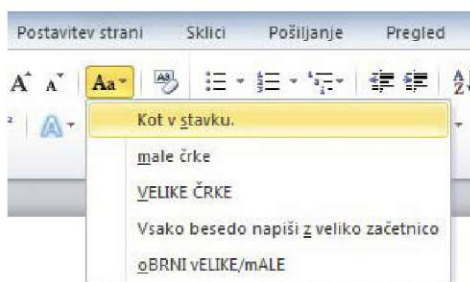 Postavitev strani Sklici Pošiljanje Pregled
Aa
Kot v stavku.
male črke
VELIKE ČRKE
Vsako besedo napiši z veliko začetnico
oBRNI vELIKE/mALE